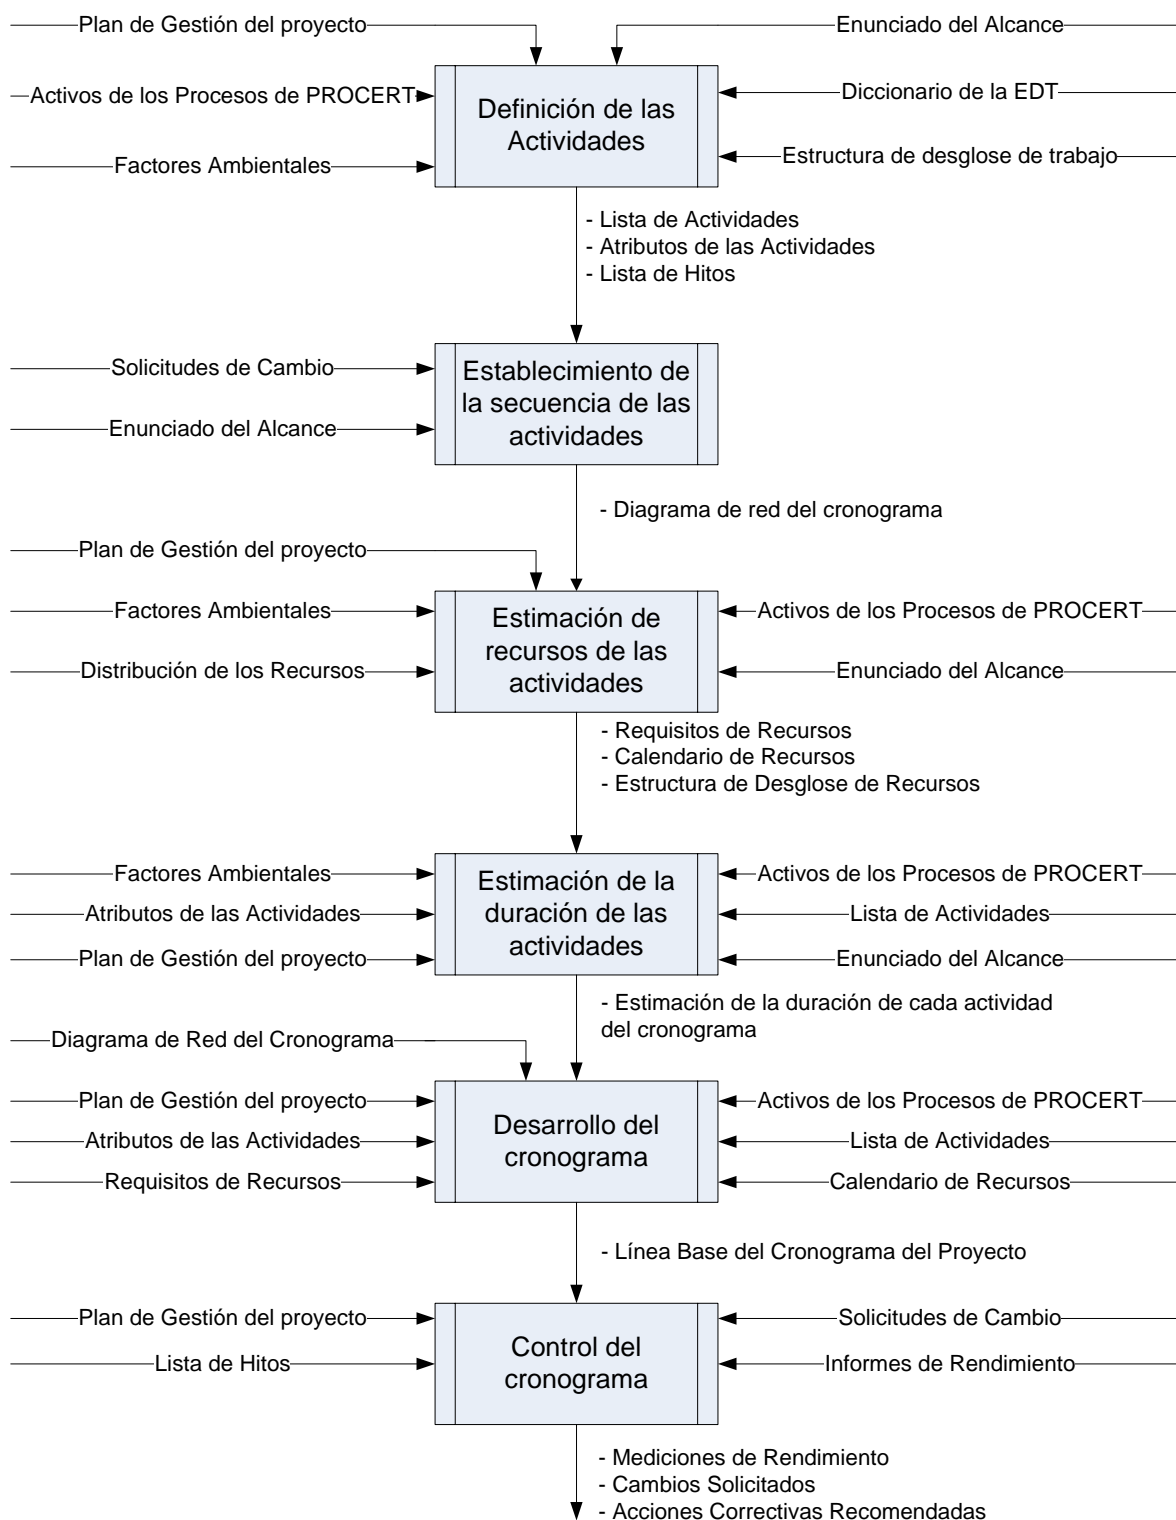 Plan de Gestión del proyecto
Enunciado del Alcance
Activos de los Procesos de PROCERT
Definición de las
Actividades
Diccionario de la EDT
Factores Ambientales
Estructura de desglose de trabajo
- Lista de Actividades
- Atributos de las Actividades
- Lista de Hitos
Solicitudes de Cambio
Enunciado del Alcance
Establecimiento de
la secuencia de las
actividades
- Diagrama de red del cronograma
Plan de Gestión del proyecto
Factores Ambientales
Distribución de los Recursos
Estimación de
recursos de las
actividades
Activos de los Procesos de PROCERT
Enunciado del Alcance
- Requisitos de Recursos
- Calendario de Recursos
- Estructura de Desglose de Recursos
Factores Ambientales
Atributos de las Actividades
Plan de Gestión del proyecto
Estimación de la
duración de las
actividades
Activos de los Procesos de PROCERT
Lista de Actividades
Enunciado del Alcance
- Estimación de la duración de cada actividad
del cronograma
Diagrama de Red del Cronograma
Plan de Gestión del proyecto
Atributos de las Actividades
Requisitos de Recursos
Desarrollo del
cronograma
Activos de los Procesos de PROCERT
Lista de Actividades
Calendario de Recursos
- Línea Base del Cronograma del Proyecto
Plan de Gestión del proyecto
Lista de Hitos
Control del
cronograma
Solicitudes de Cambio
Informes de Rendimiento
- Mediciones de Rendimiento
- Cambios Solicitados
- Acciones Correctivas Recomendadas